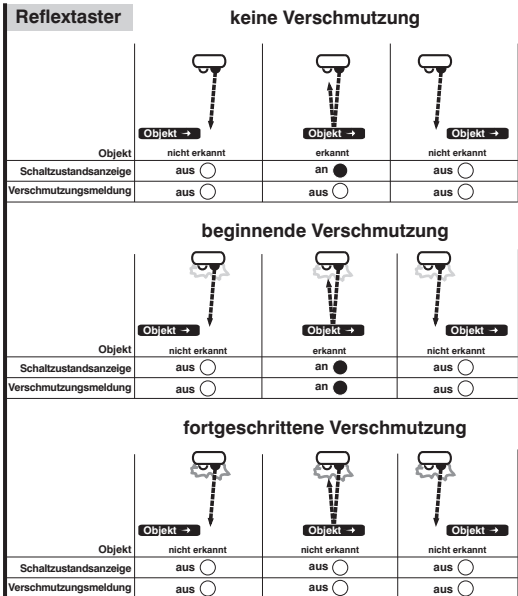 Reflextaster
keine Verschmutzung
Objekt → Objekt → Objekt →
Objekt nicht erkannt erkannt nicht erkannt
Schaltzustandsanzeige aus an aus
Verschmutzungsmeldung aus aus aus
beginnende Verschmutzung
Objekt → Objekt → Objekt →
Objekt nicht erkannt erkannt nicht erkannt
Schaltzustandsanzeige aus an aus
Verschmutzungsmeldung aus an aus
fortgeschrittene Verschmutzung
Objekt → Objekt → Objekt →
Objekt nicht erkannt nicht erkannt nicht erkannt
Schaltzustandsanzeige aus aus aus
Verschmutzungsmeldung aus aus aus